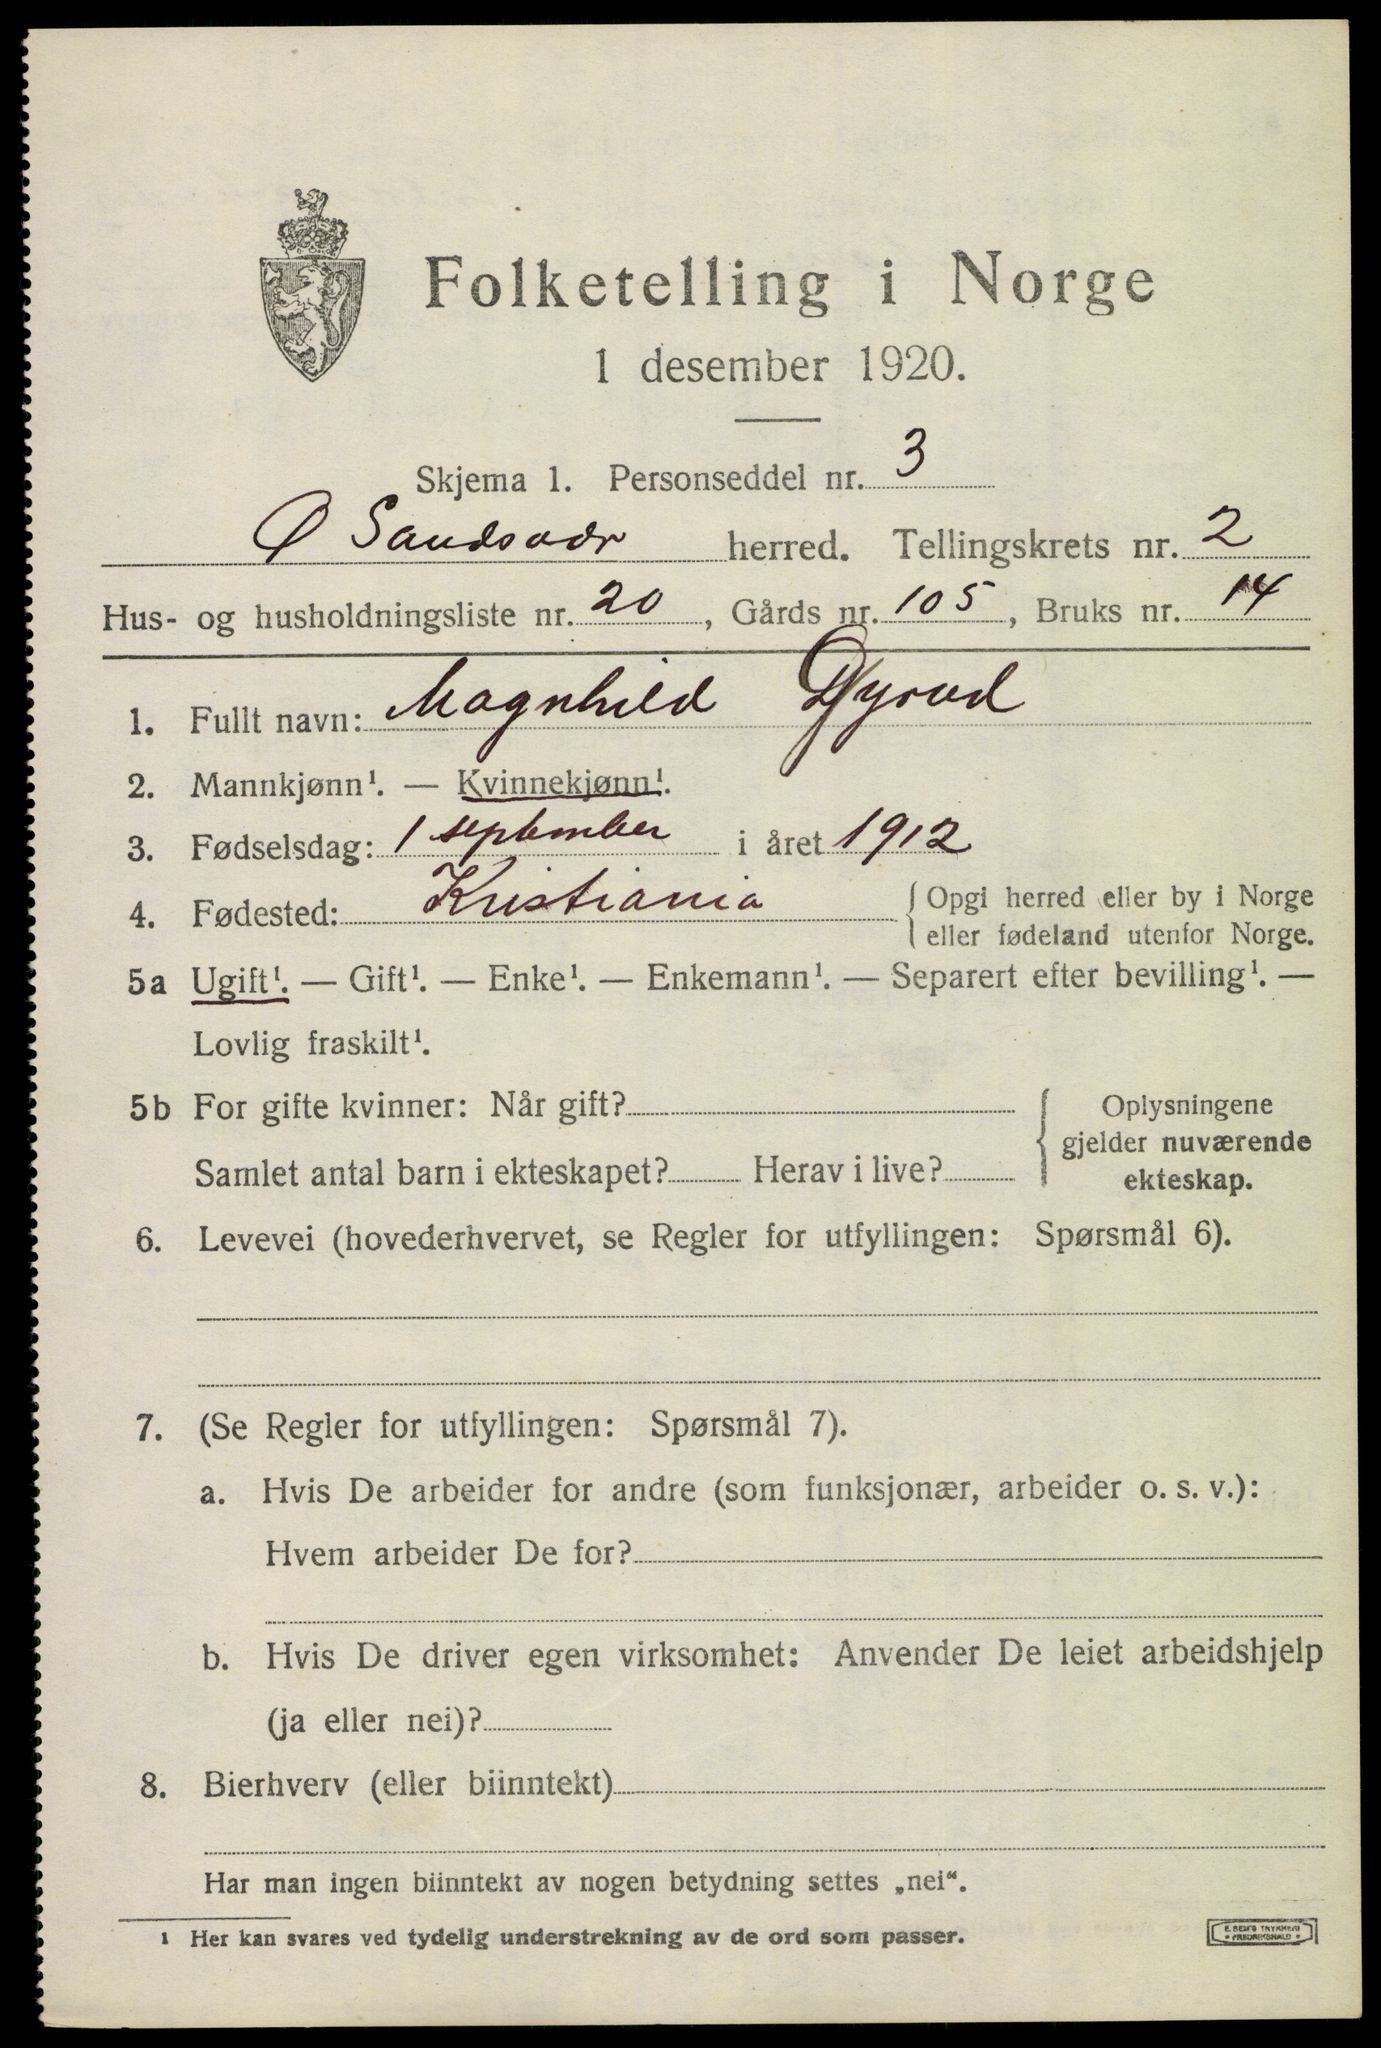 Folketelling i Norge
1 desember 1920.
Skjema 1. Personseddel nr. 3
Ø Sandsvær herred. Tellingskrets nr. 2
Hus- og husholdningsliste nr. 20, Gårds nr. 105, Bruks nr. 14
1. Fullt navn: Magnhild Dyrud
2. Mannkjønn¹. — Kvinnekjønn¹.
3. Fødselsdag: 1 september i året 1912
4. Fødested: Kristiania { Opgi herred eller by i Norge
eller fødeland utenfor Norge.
5a Ugift¹. — Gift¹. — Enke¹. — Enkemann¹. — Separert efter bevilling¹. —
Lovlig fraskilt¹.
5b For gifte kvinner: Når gift? { Oplysningene
gjelder nuværende
Samlet antal barn i ekteskapet? Herav i live? ekteskap.
6. Levevei (hovederhvervet, se Regler for utfyllingen: Spørsmål 6).
7. (Se Regler for utfyllingen: Spørsmål 7).
a. Hvis De arbeider for andre (som funksjonær, arbeider o. s. v.):
Hvem arbeider De for?
b. Hvis De driver egen virksomhet: Anvender De leiet arbeidshjelp
(ja eller nei)?
8. Bierhverv (eller biinntekt)
Har man ingen biinntekt av nogen betydning settes „nei“.
¹ Her kan svares ved tydelig understrekning av de ord som passer.
E. SEM'S TRYKKERI
* FREDRIKSHALD *